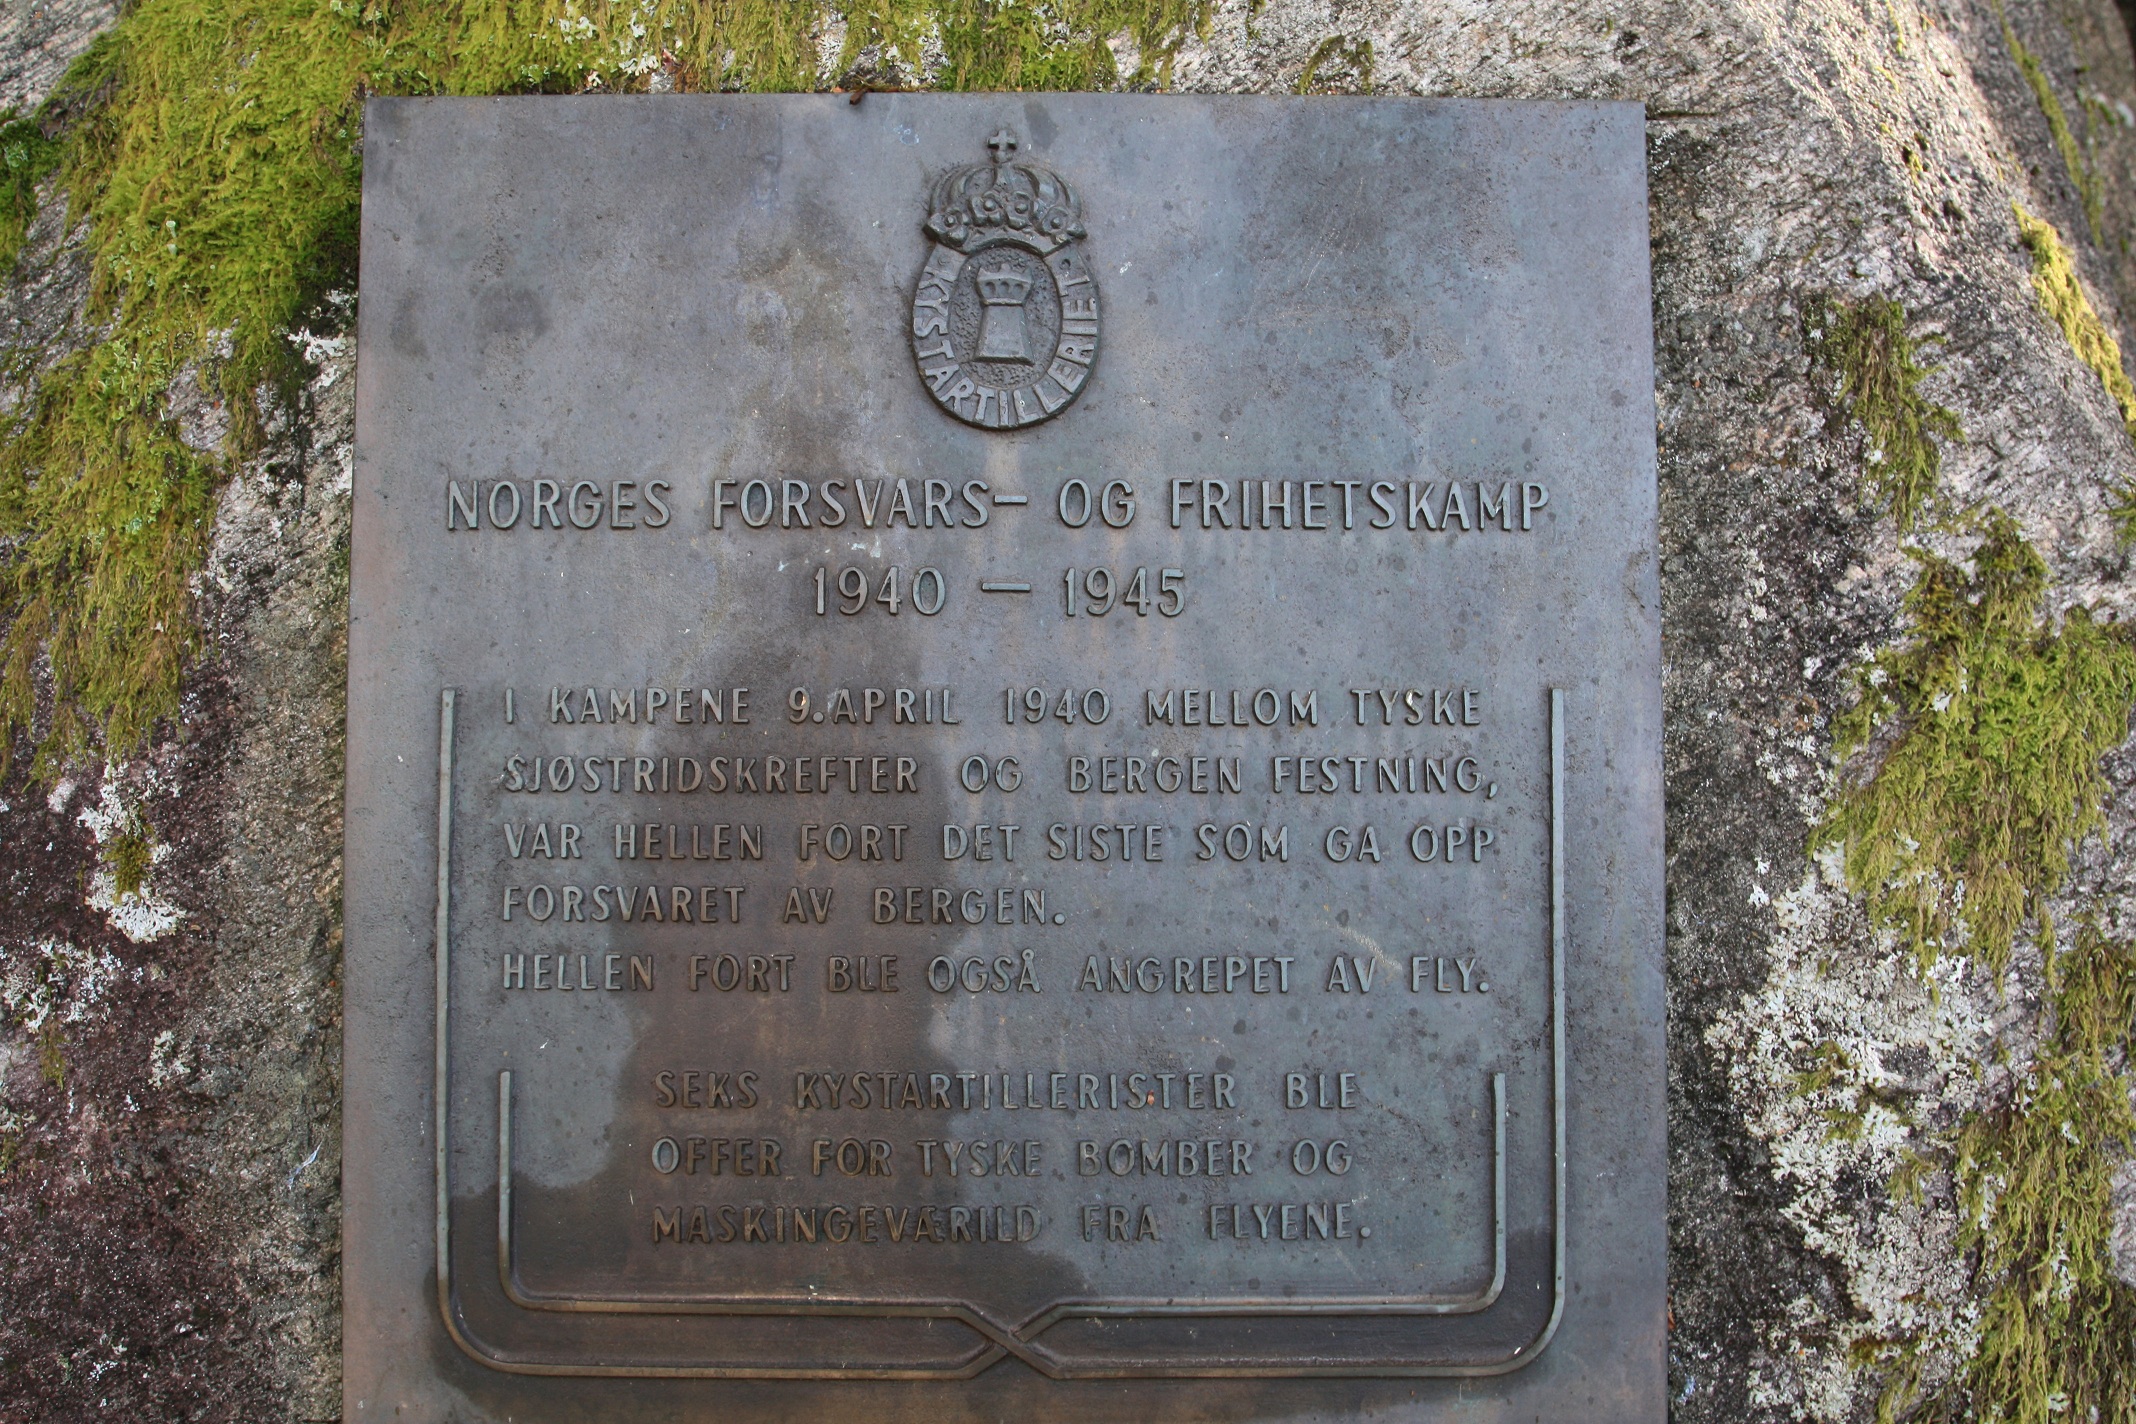 KYSTARTILLERIET
NORGES FORSVARS- OG FRIHETSKAMP
1940 - 1945
I KAMPENE 9. APRIL 1940 MELLOM TYSKE
SJØSTRIDSKREFTER OG BERGEN FESTNING,
VAR HELLEN FORT DET SISTE SOM GA OPP
FORSVARET AV BERGEN.
HELLEN FORT BLE OGSÅ ANGREPET AV FLY.
SEKS KYSTARTILLERISTER BLE
OFFER FOR TYSKE BOMBER OG
MASKINGEVÆRILD FRA FLYENE.